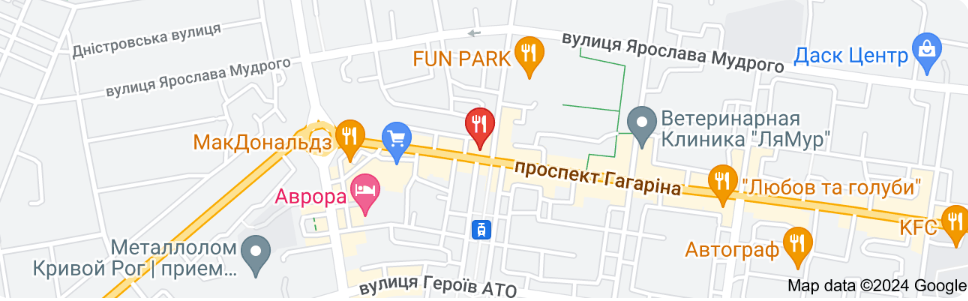 Дністровська вулиця
вулиця Ярослава Мудрого
FUN PARK
вулиця Ярослава Мудрого
Даск Центр
МакДональдз
Ветеринарная
Клиника "ЛяМур"
Аврора
проспект Гагаріна
"Любов та голуби"
KFC
Автограф
Металлолом
Кривой Рог | прием...
вулиця Героїв АТО
Map data ©2024 Google